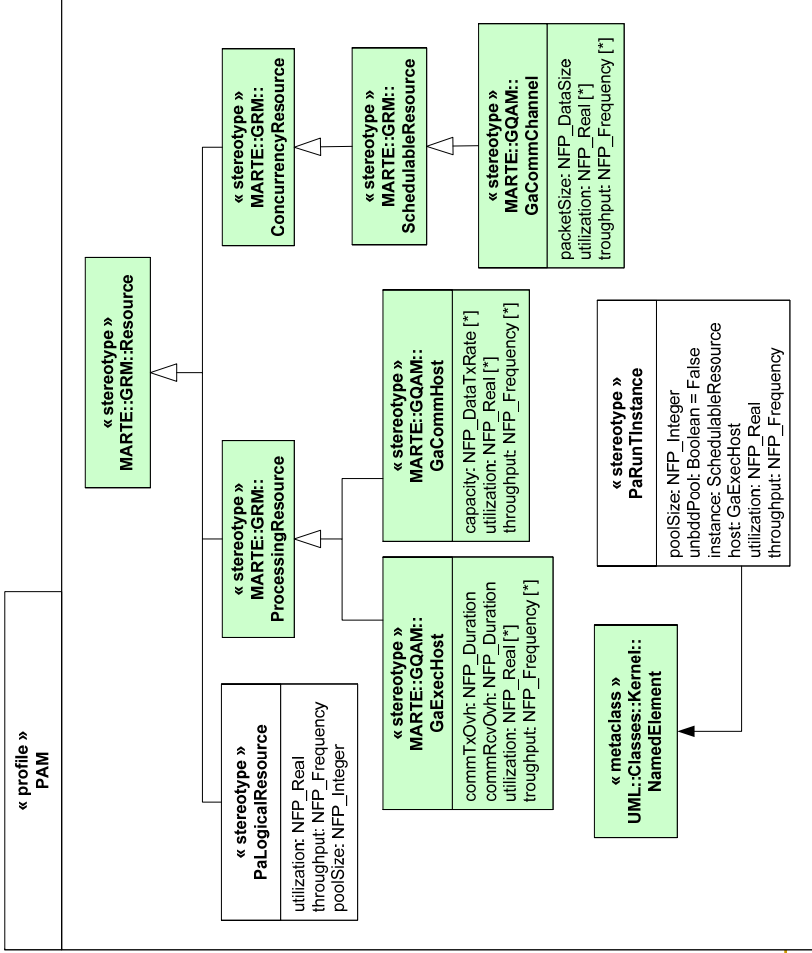 « profile »
PAM
« stereotype »
MARTE::GRM::Resource
« stereotype »
PaLogicalResource
utilization: NFP_Real
throughput: NFP_Frequency
poolSize: NFP_Integer
« stereotype »
MARTE::GRM::
ProcessingResource
« stereotype »
MARTE::GRM::
ConcurrencyResource
« stereotype »
MARTE::GRM::
SchedulableResource
« stereotype »
MARTE::GQAM::
GaExecHost
commTxOvh: NFP_Duration
commRcvOvh: NFP_Duration
utilization: NFP_Real [*]
troughput: NFP_Frequency [*]
« stereotype »
MARTE::GQAM::
GaCommHost
capacity: NFP_DataTxRate [*]
utilization: NFP_Real [*]
throughput: NFP_Frequency [*]
« stereotype »
MARTE::GQAM::
GaCommChannel
packetSize: NFP_DataSize
utilization: NFP_Real [*]
troughput: NFP_Frequency [*]
« metaclass »
UML::Classes::Kernel::
NamedElement
« stereotype »
PaRunTInstance
poolSize: NFP_Integer
unbddPool: Boolean = False
instance: SchedulableResource
host: GaExecHost
utilization: NFP_Real
throughput: NFP_Frequency